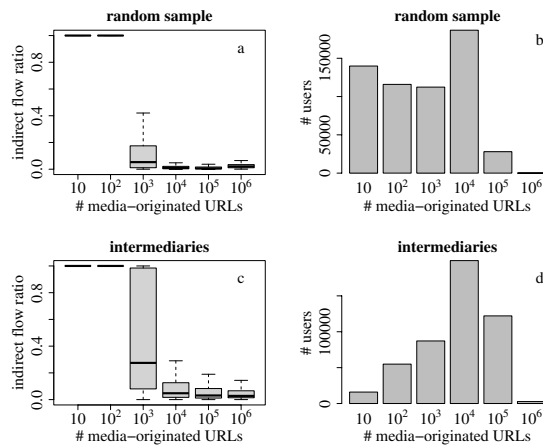 random sample
a
indirect flow ratio
0.0 0.4 0.8
10 10² 10³ 10⁴ 10⁵ 10⁶
# media−originated URLs
random sample
b
# users
0 50000 150000
10 10² 10³ 10⁴ 10⁵ 10⁶
# media−originated URLs
intermediaries
c
indirect flow ratio
0.0 0.4 0.8
10 10² 10³ 10⁴ 10⁵ 10⁶
# media−originated URLs
intermediaries
d
# users
0 100000
10 10² 10³ 10⁴ 10⁵ 10⁶
# media−originated URLs